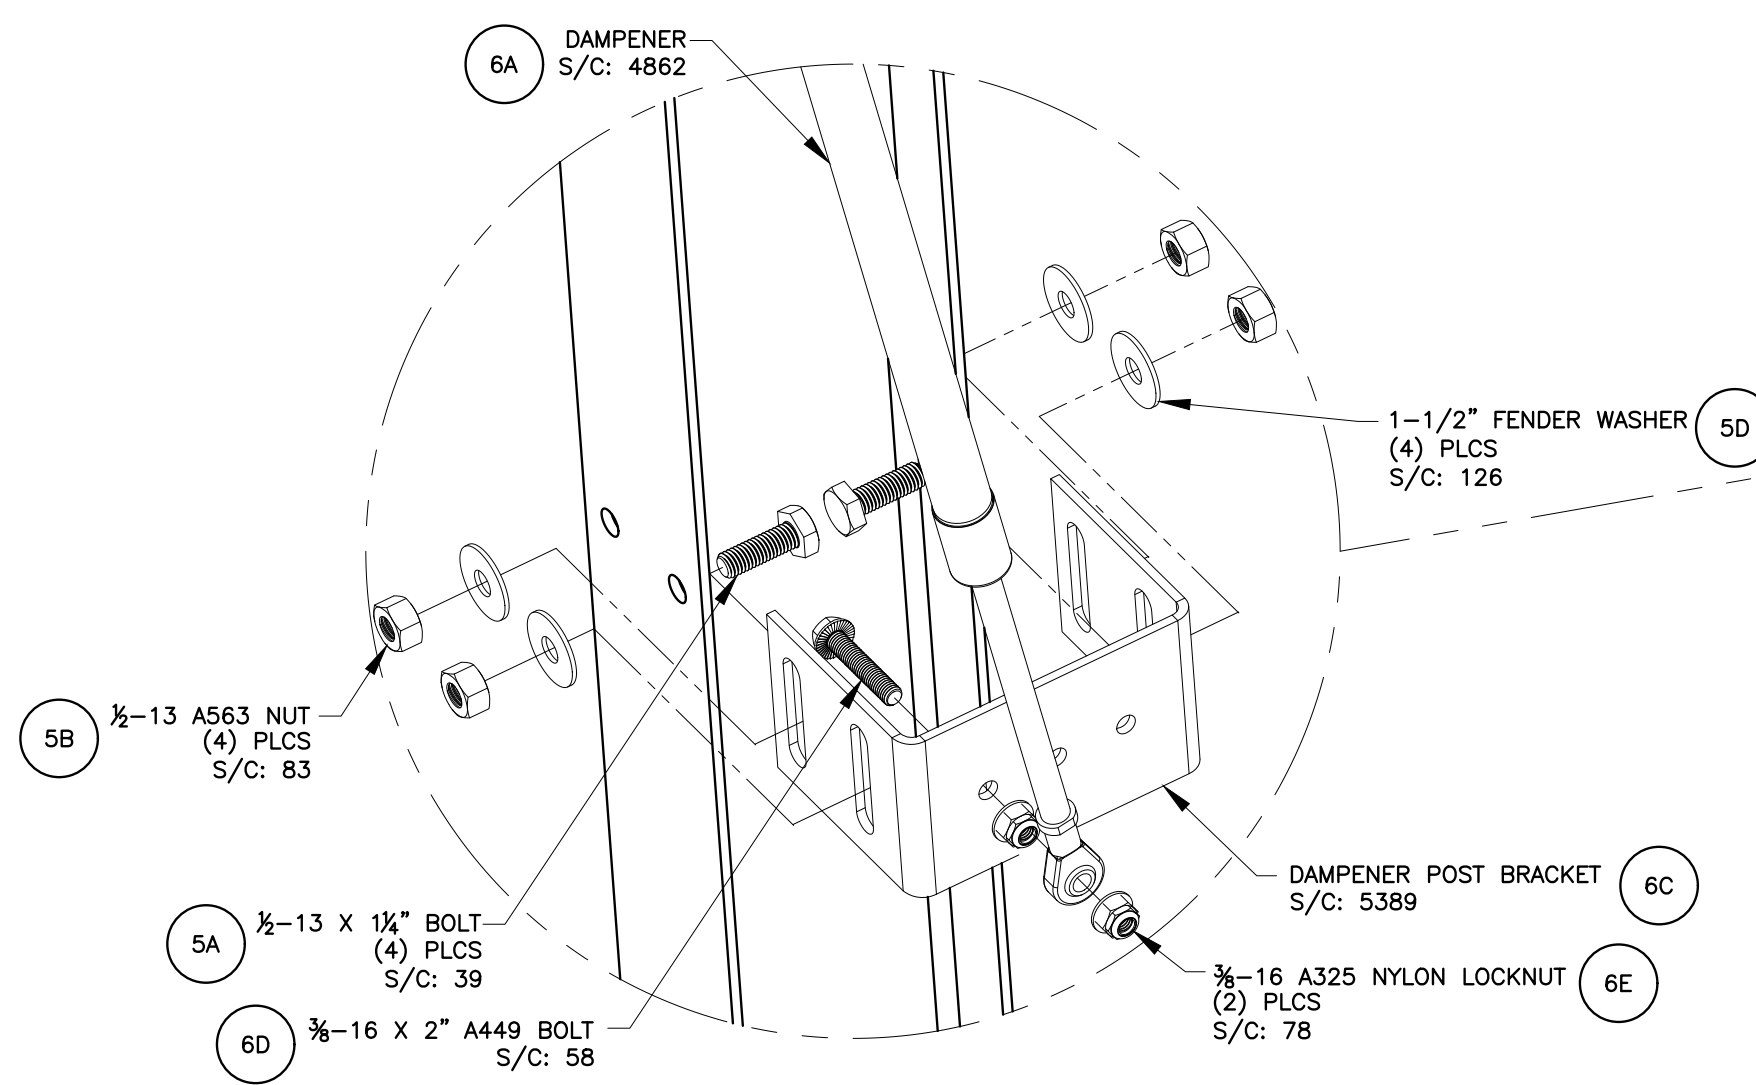 6A
DAMPENER
S/C: 4862
1-1/2” FENDER WASHER
(4) PLCS
S/C: 126
5D
5B
½-13 A563 NUT
(4) PLCS
S/C: 83
DAMPENER POST BRACKET
S/C: 5389
6C
5A
½-13 X 1¼” BOLT
(4) PLCS
S/C: 39
⅜-16 A325 NYLON LOCKNUT
(2) PLCS
S/C: 78
6E
6D
⅜-16 X 2” A449 BOLT
S/C: 58